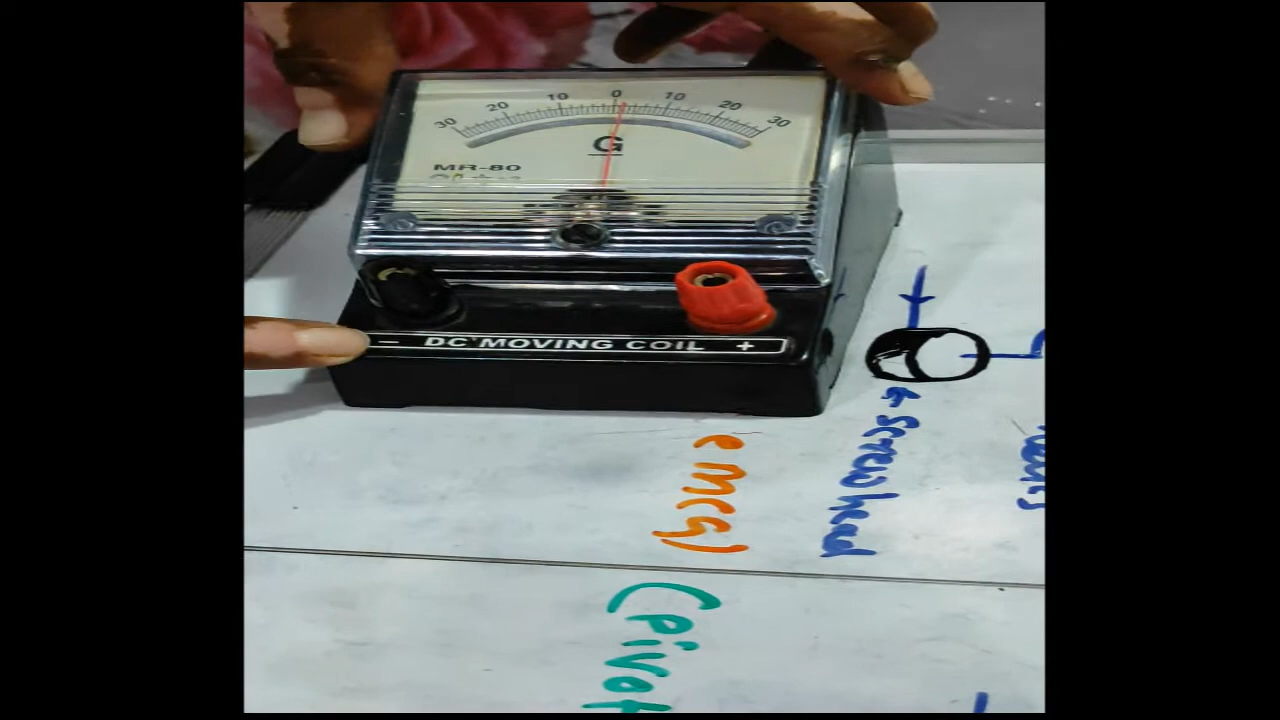 30 20 10 0 10 20 30
G
MR-80
− DC MOVING COIL +
← Screw head
e MCG)
(Pivot